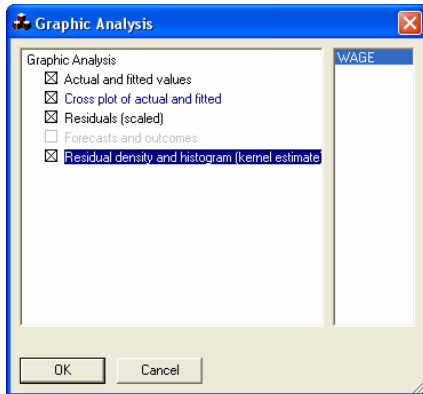 Graphic Analysis
Graphic Analysis
Actual and fitted values
Cross plot of actual and fitted
Residuals (scaled)
Forecasts and outcomes
Residual density and histogram (kernel estimate
WAGE
OK
Cancel